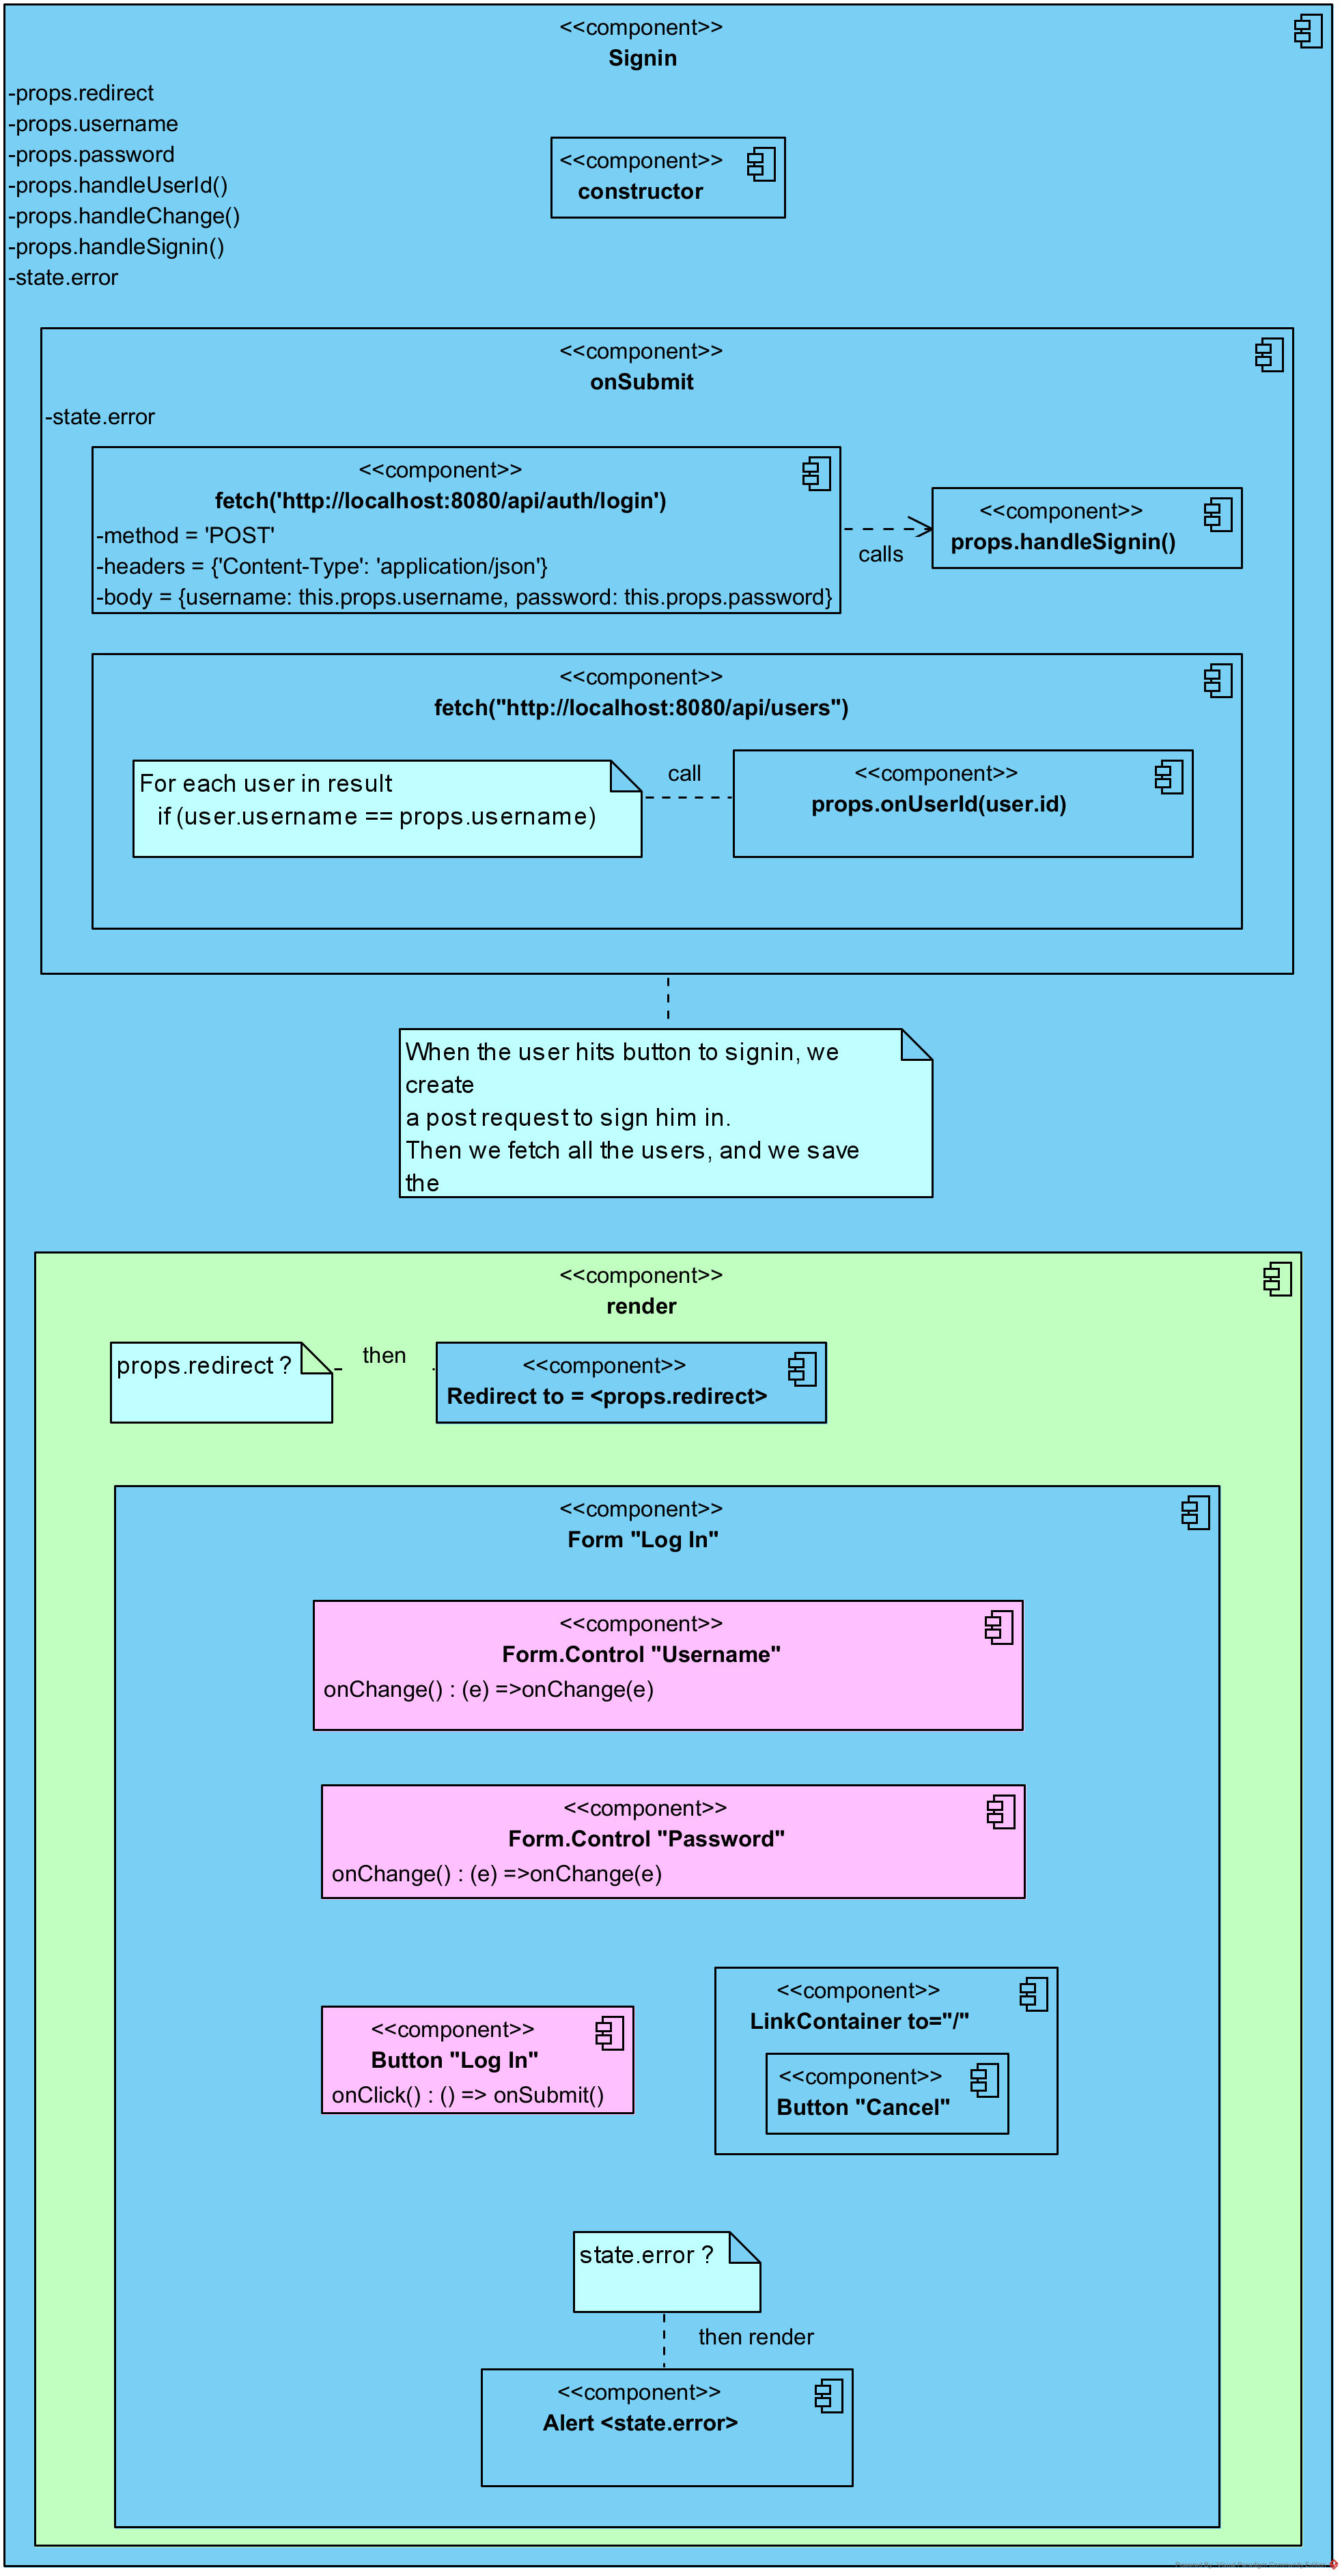 <<component>>
Signin
-props.redirect
-props.username
-props.password
-props.handleUserId()
-props.handleChange()
-props.handleSignin()
-state.error
<<component>>
constructor
<<component>>
onSubmit
-state.error
<<component>>
fetch('http://localhost:8080/api/auth/login')
-method = 'POST'
-headers = {'Content-Type': 'application/json'}
-body = {username: this.props.username, password: this.props.password}
calls
<<component>>
props.handleSignin()
<<component>>
fetch("http://localhost:8080/api/users")
For each user in result
if (user.username == props.username)
call
<<component>>
props.onUserId(user.id)
When the user hits button to signin, we
create
a post request to sign him in.
Then we fetch all the users, and we save
the
<<component>>
render
props.redirect ?
then
<<component>>
Redirect to = <props.redirect>
<<component>>
Form "Log In"
<<component>>
Form.Control "Username"
onChange() : (e) =>onChange(e)
<<component>>
Form.Control "Password"
onChange() : (e) =>onChange(e)
<<component>>
Button "Log In"
onClick() : () => onSubmit()
<<component>>
LinkContainer to="/"
<<component>>
Button "Cancel"
state.error ?
then render
<<component>>
Alert <state.error>